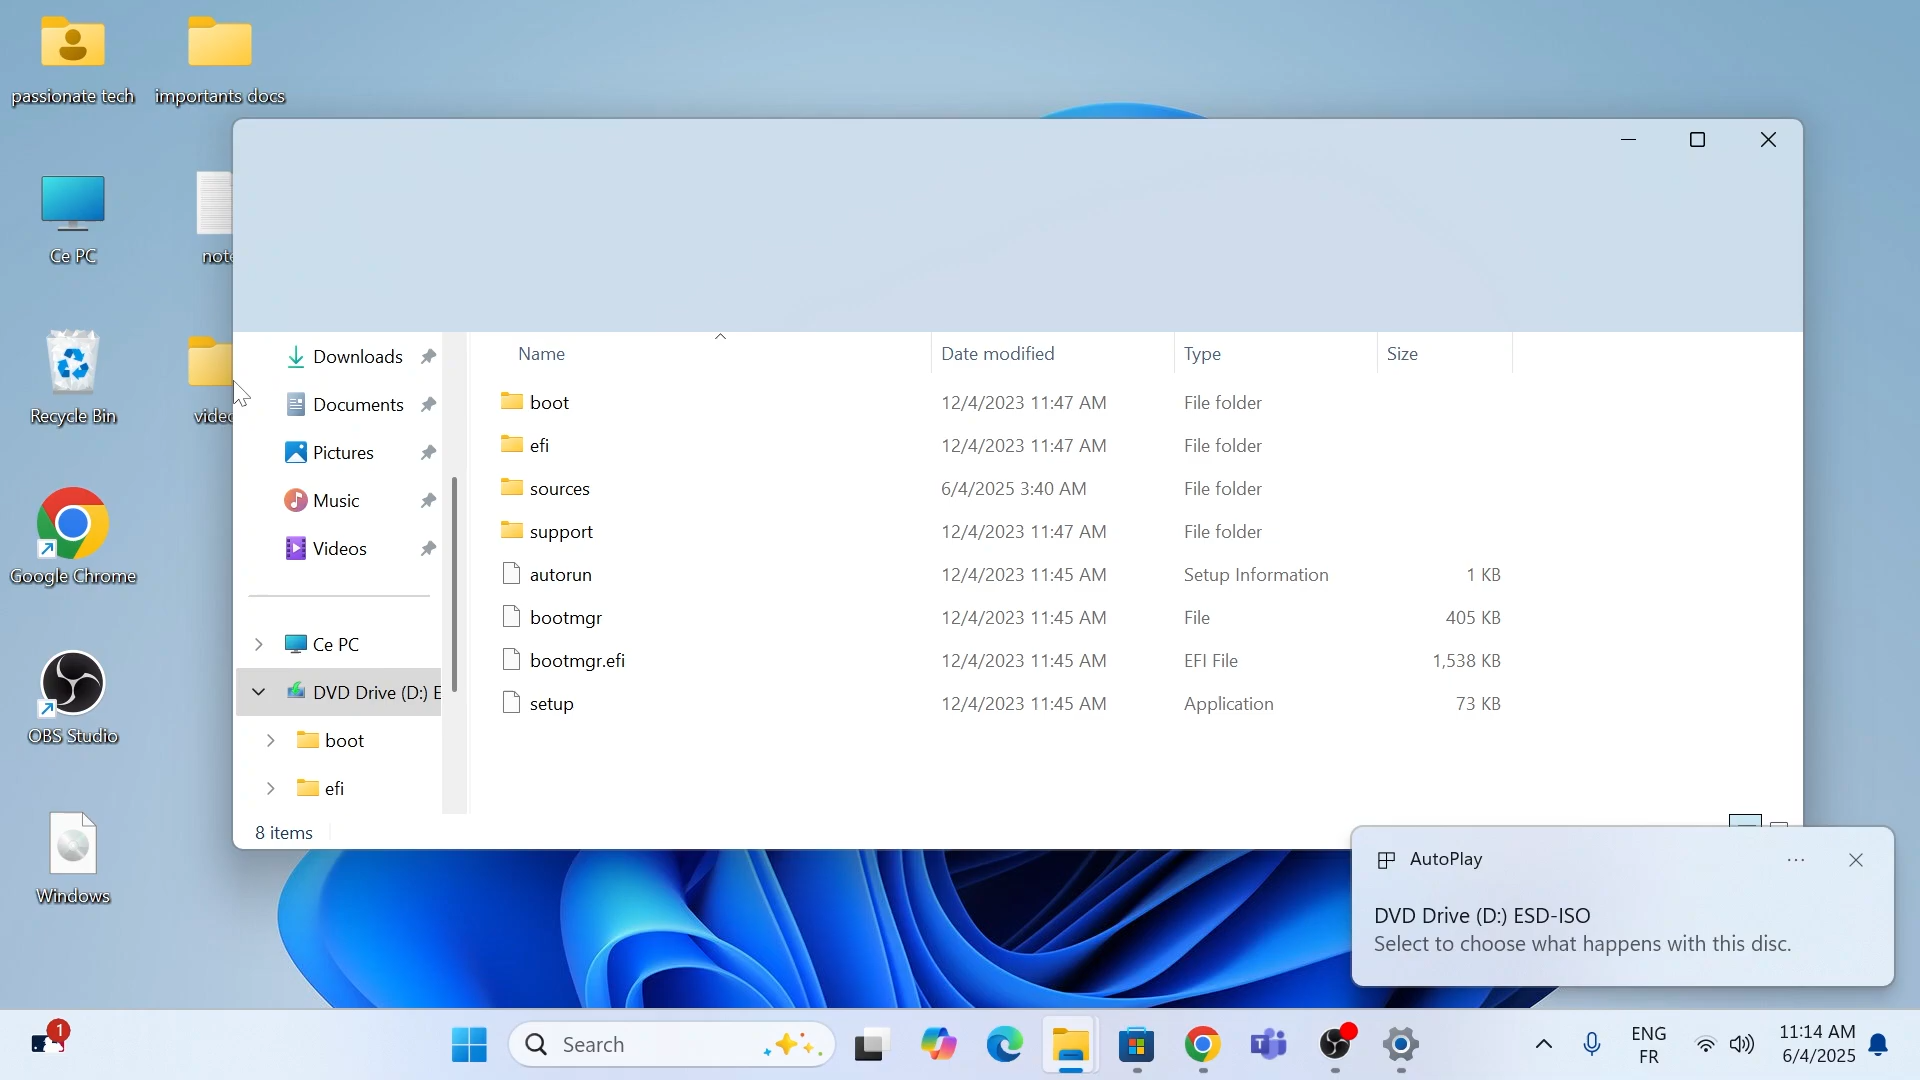 passionate tech
importants docs
Ce PC
note
Recycle Bin
video
Google Chrome
OBS Studio
Windows
Downloads
Documents
Pictures
Music
Videos
Ce PC
DVD Drive (D:) E
boot
efi
Name Date modified Type Size
boot 12/4/2023 11:47 AM File folder
efi 12/4/2023 11:47 AM File folder
sources 6/4/2025 3:40 AM File folder
support 12/4/2023 11:47 AM File folder
autorun 12/4/2023 11:45 AM Setup Information 1 KB
bootmgr 12/4/2023 11:45 AM File 405 KB
bootmgr.efi 12/4/2023 11:45 AM EFI File 1,538 KB
setup 12/4/2023 11:45 AM Application 73 KB
8 items
AutoPlay
DVD Drive (D:) ESD-ISO
Select to choose what happens with this disc.
1
Search
ENG
FR
11:14 AM
6/4/2025